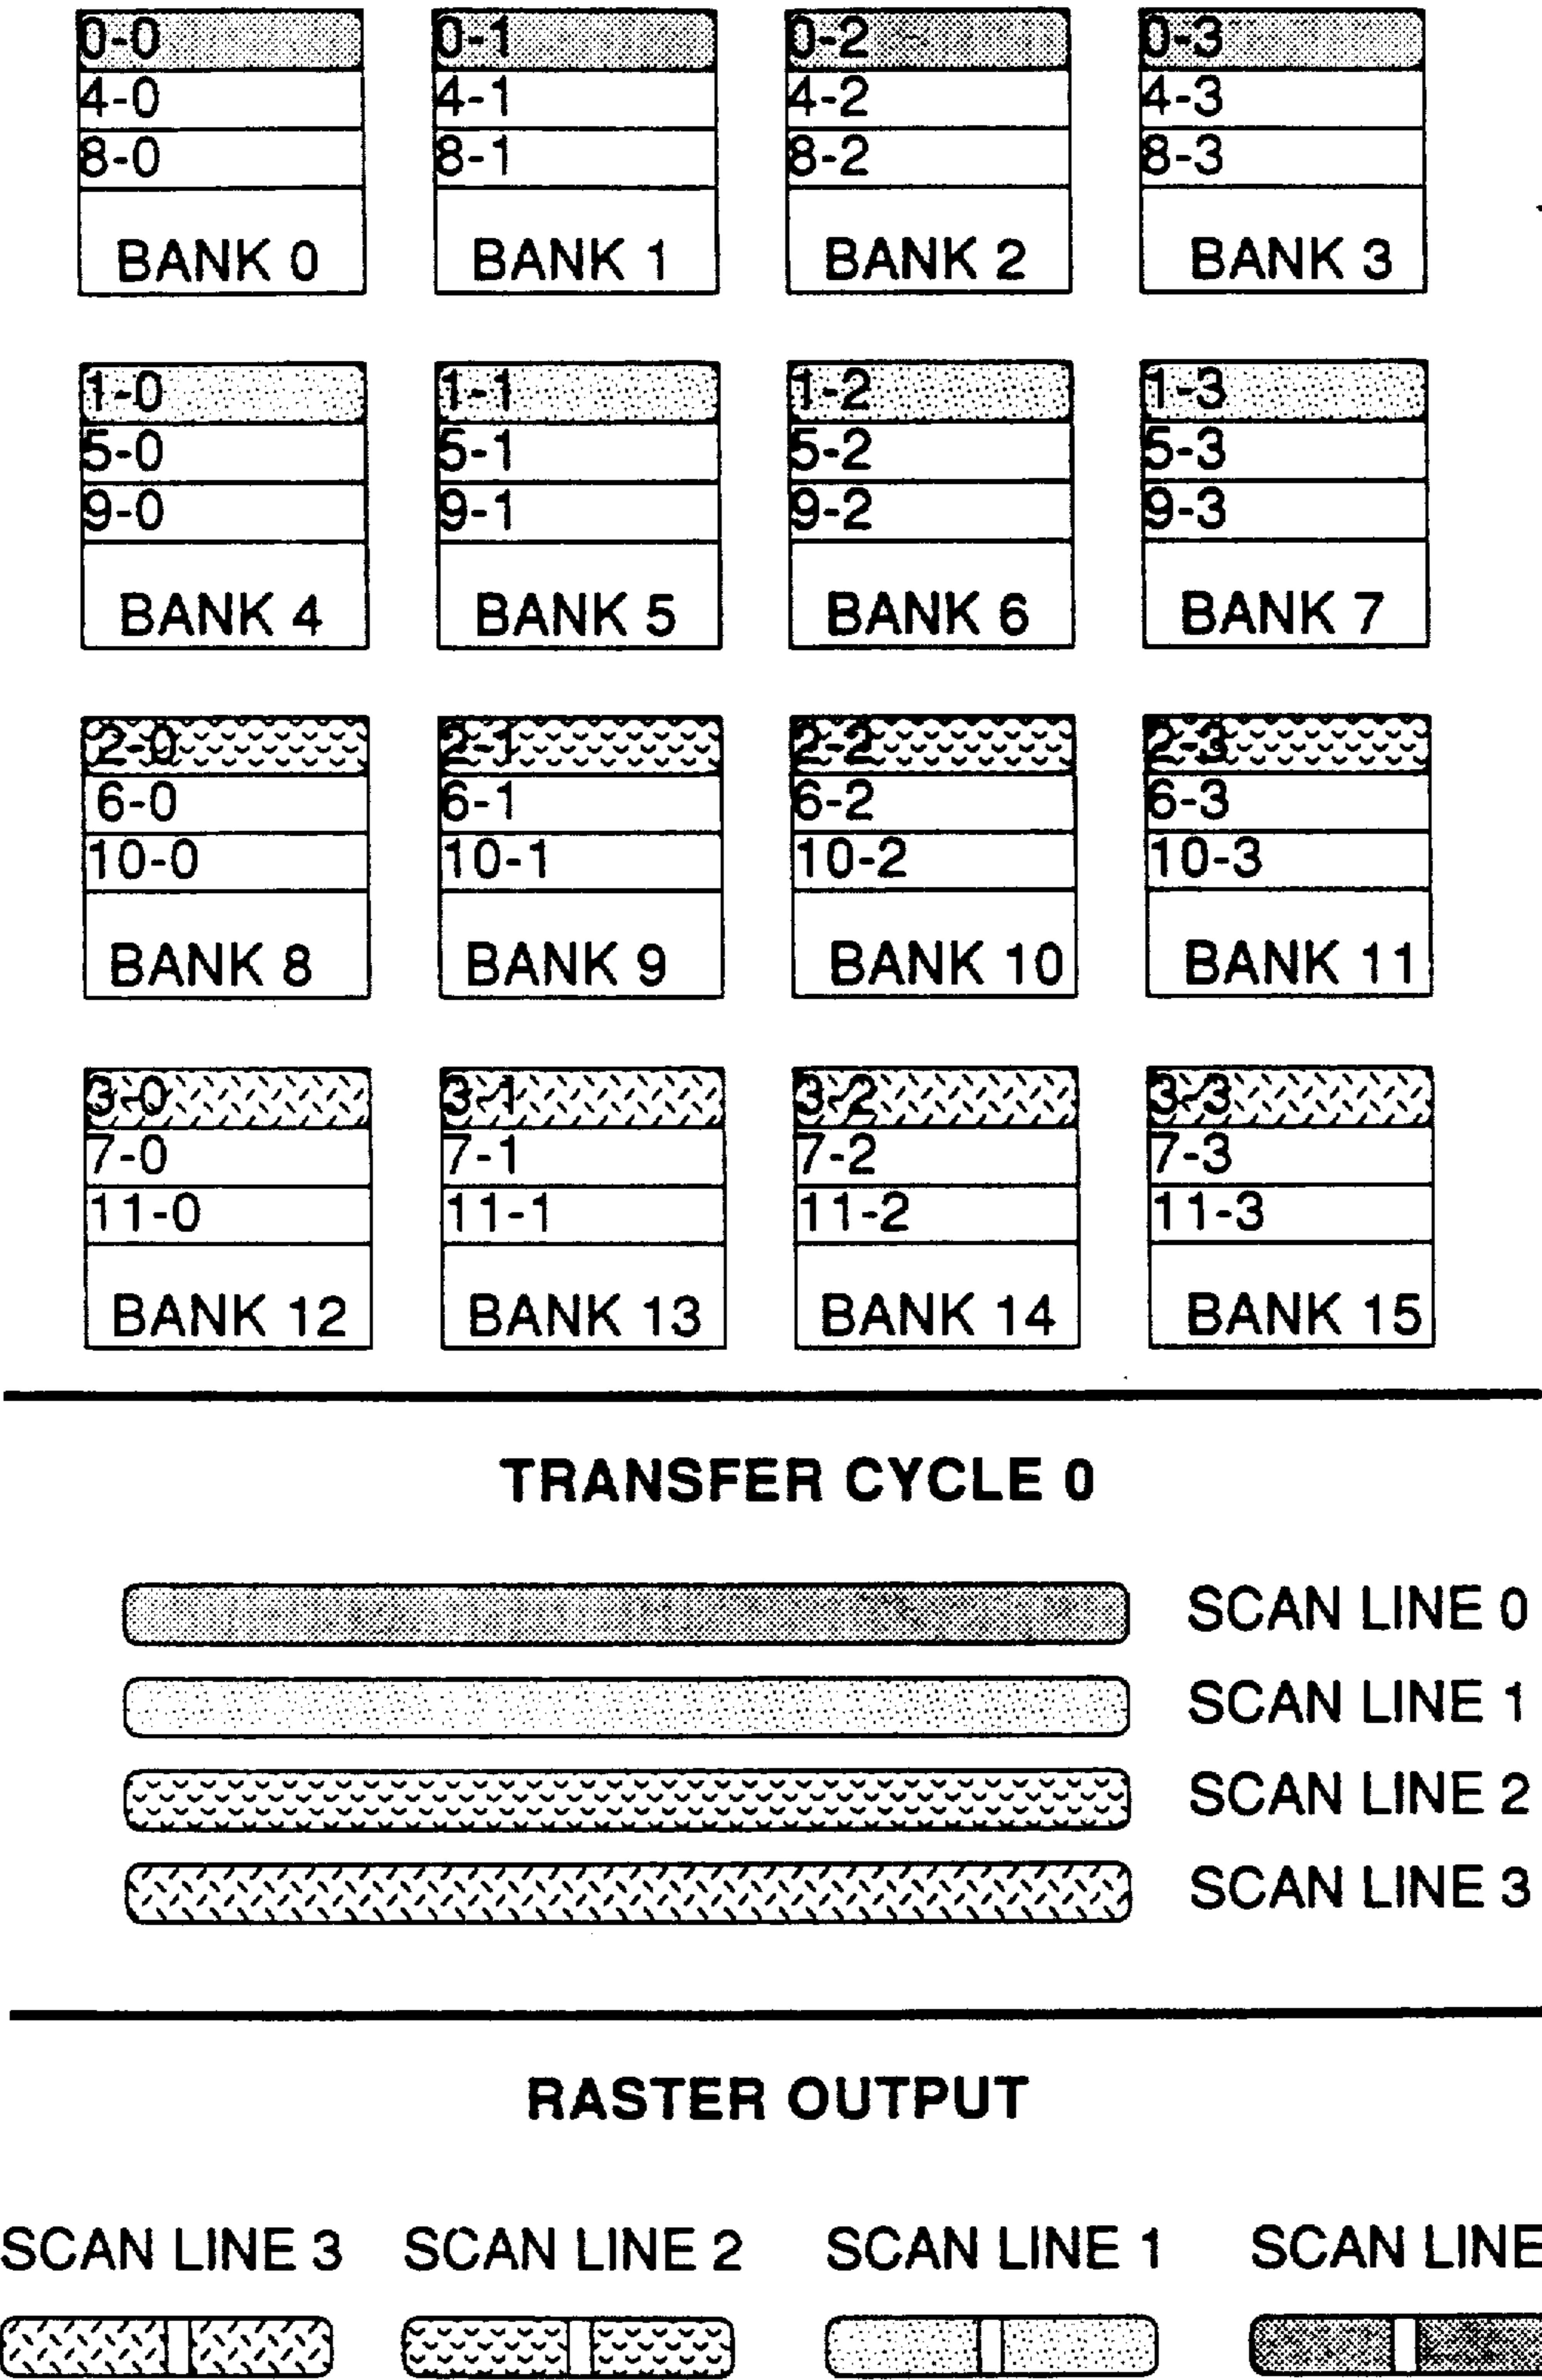 0-0 0-1 0-2 0-3
4-0 4-1 4-2 4-3
8-0 8-1 8-2 8-3
BANK 0 BANK 1 BANK 2 BANK 3
1-0 1-1 1-2 1-3
5-0 5-1 5-2 5-3
9-0 9-1 9-2 9-3
BANK 4 BANK 5 BANK 6 BANK 7
2-0 2-1 2-2 2-3
6-0 6-1 6-2 6-3
10-0 10-1 10-2 10-3
BANK 8 BANK 9 BANK 10 BANK 11
3-0 3-1 3-2 3-3
7-0 7-1 7-2 7-3
11-0 11-1 11-2 11-3
BANK 12 BANK 13 BANK 14 BANK 15
TRANSFER CYCLE 0
SCAN LINE 0
SCAN LINE 1
SCAN LINE 2
SCAN LINE 3
RASTER OUTPUT
SCAN LINE 3 SCAN LINE 2 SCAN LINE 1 SCAN LINE